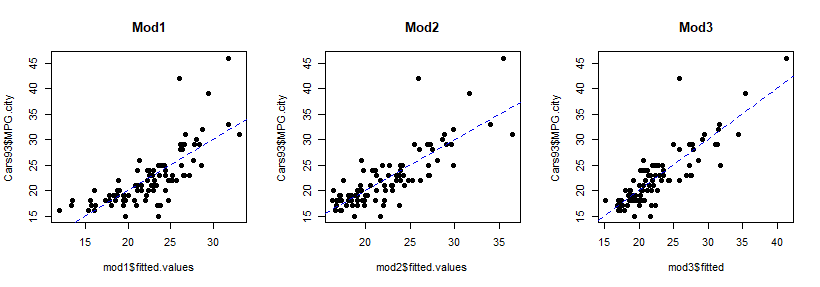 Mod1
Cars93$MPG.city
15 20 25 30 35 40 45
15 20 25 30
mod1$fitted.values
Mod2
Cars93$MPG.city
15 20 25 30 35 40 45
20 25 30 35
mod2$fitted.values
Mod3
Cars93$MPG.city
15 20 25 30 35 40 45
15 20 25 30 35 40
mod3$fitted